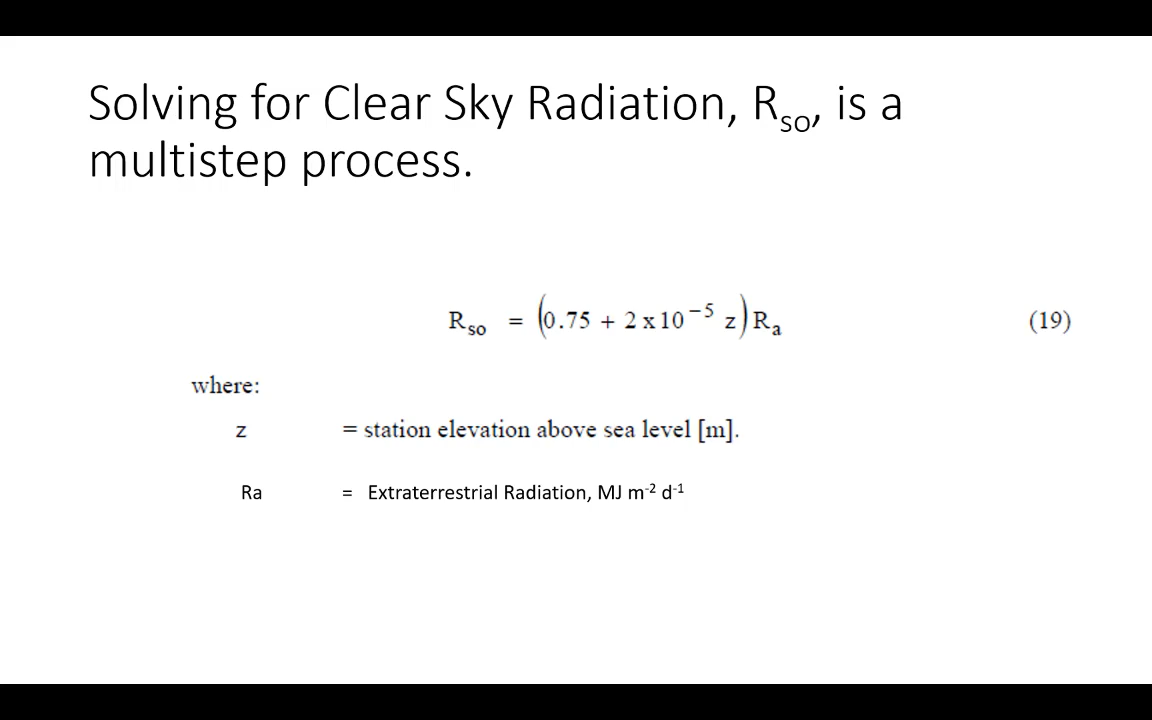 Solving for Clear Sky Radiation, Rso, is a
multistep process.
Rso = (0.75 + 2 x 10⁻⁵ z) Ra (19)
where:
z = station elevation above sea level [m].
Ra = Extraterrestrial Radiation, MJ m⁻² d⁻¹